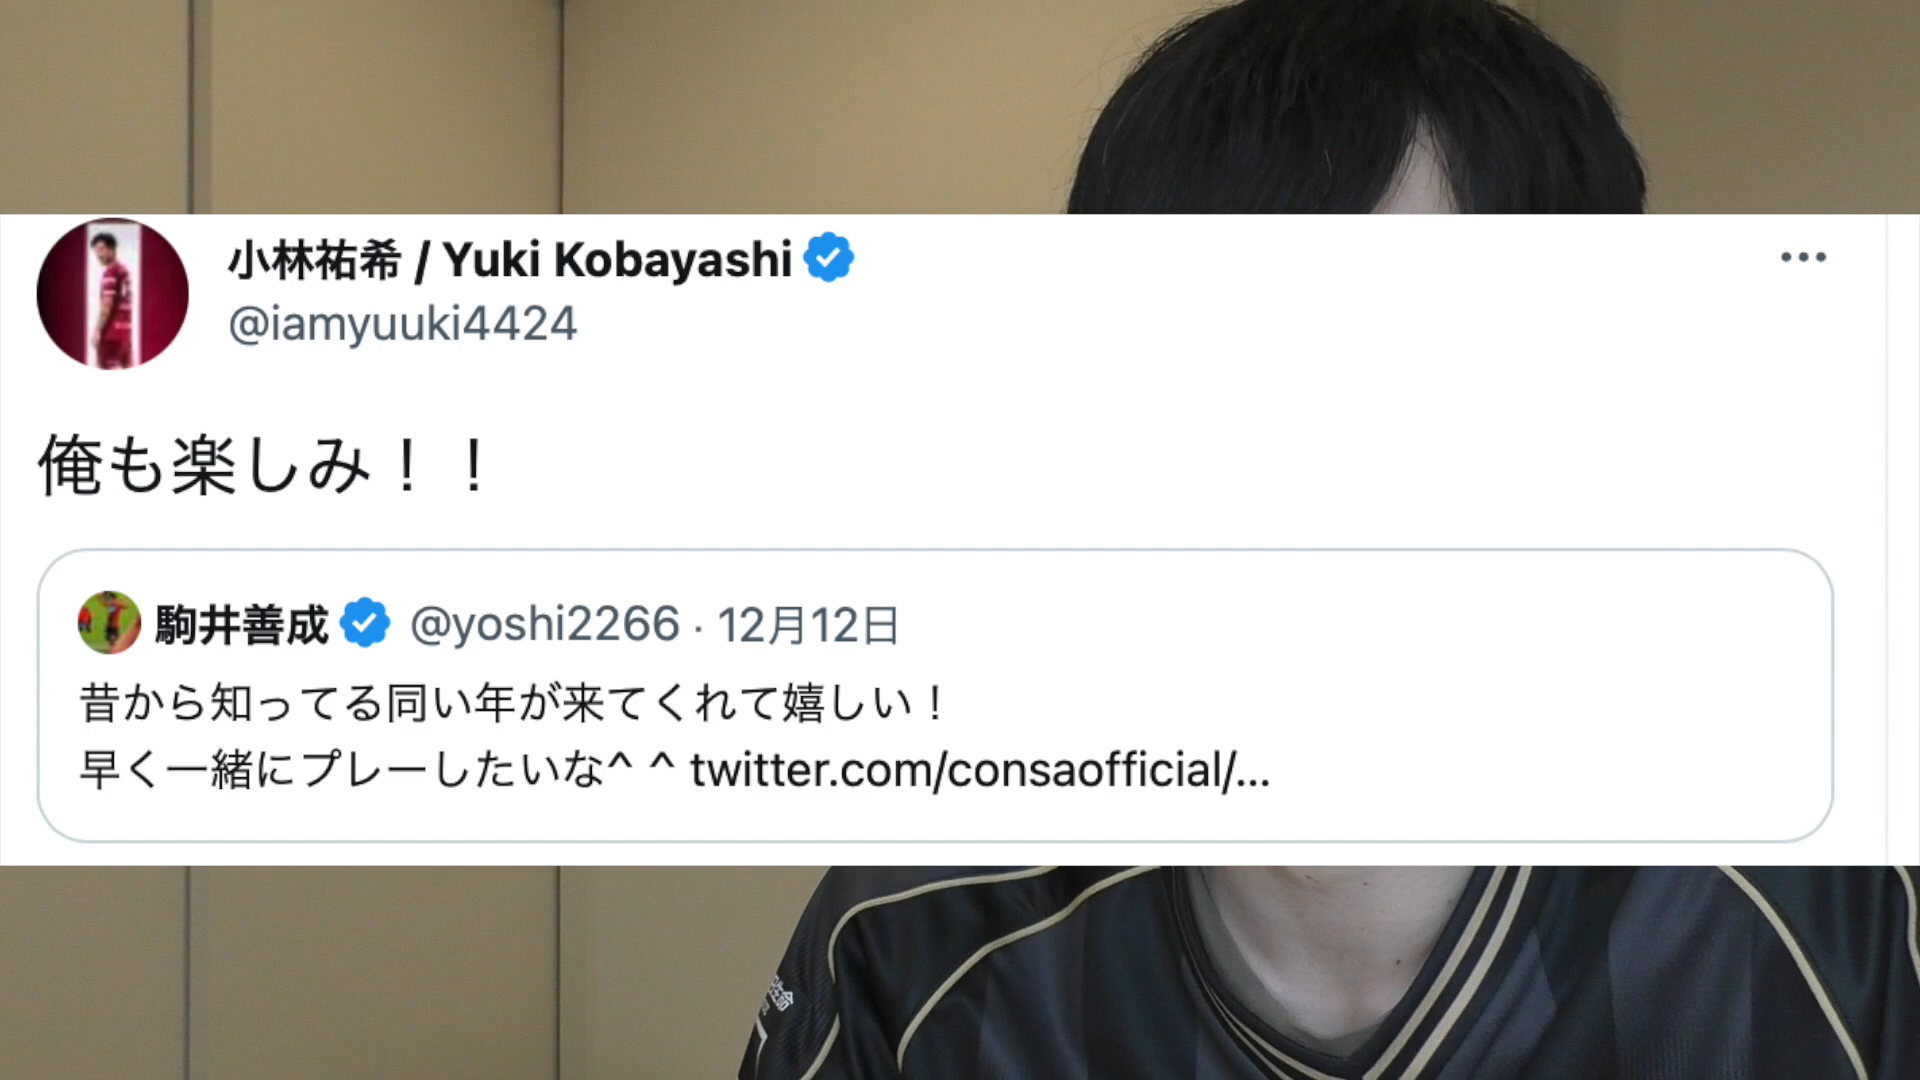 小林祐希 / Yuki Kobayashi
@iamyuuki4424
俺も楽しみ！！
駒井善成 @yoshi2266 · 12月12日
昔から知ってる同い年が来てくれて嬉しい！
早く一緒にプレーしたいな^ ^ twitter.com/consaofficial/...